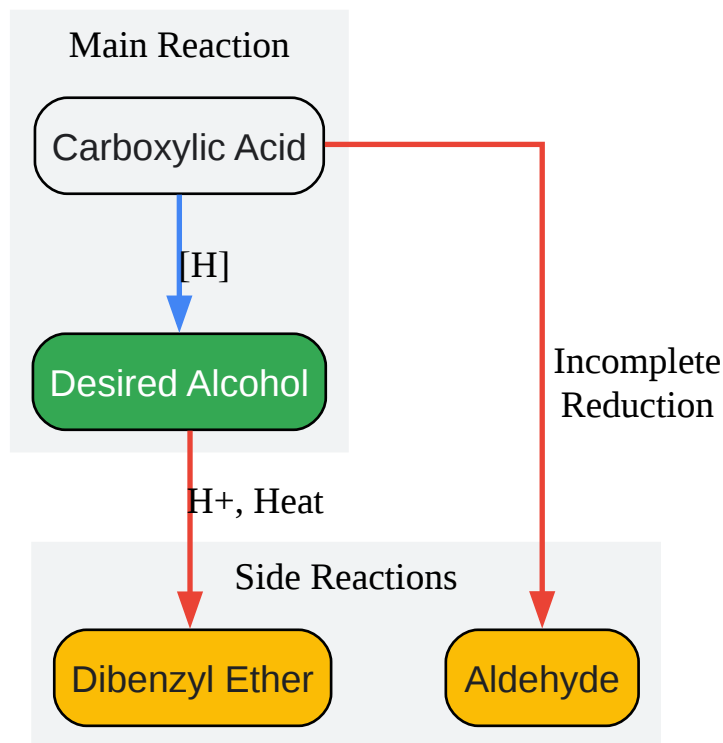 Main Reaction
Carboxylic Acid
[H]
Desired Alcohol
Incomplete
Reduction
H+, Heat
Side Reactions
Dibenzyl Ether
Aldehyde